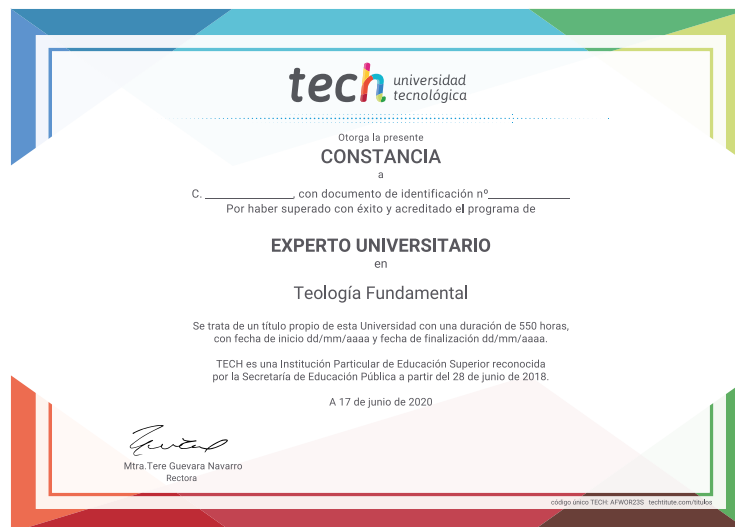 tech universidad
tecnológica
Otorga la presente
CONSTANCIA
a
C. ______________, con documento de identificación nº_____________
Por haber superado con éxito y acreditado el programa de
EXPERTO UNIVERSITARIO
en
Teología Fundamental
Se trata de un título propio de esta Universidad con una duración de 550 horas,
con fecha de inicio dd/mm/aaaa y fecha de finalización dd/mm/aaaa.
TECH es una Institución Particular de Educación Superior reconocida
por la Secretaría de Educación Pública a partir del 28 de junio de 2018.
A 17 de junio de 2020
Mtra.Tere Guevara Navarro
Rectora
código único TECH: AFWOR23S techtitute.com/titulos